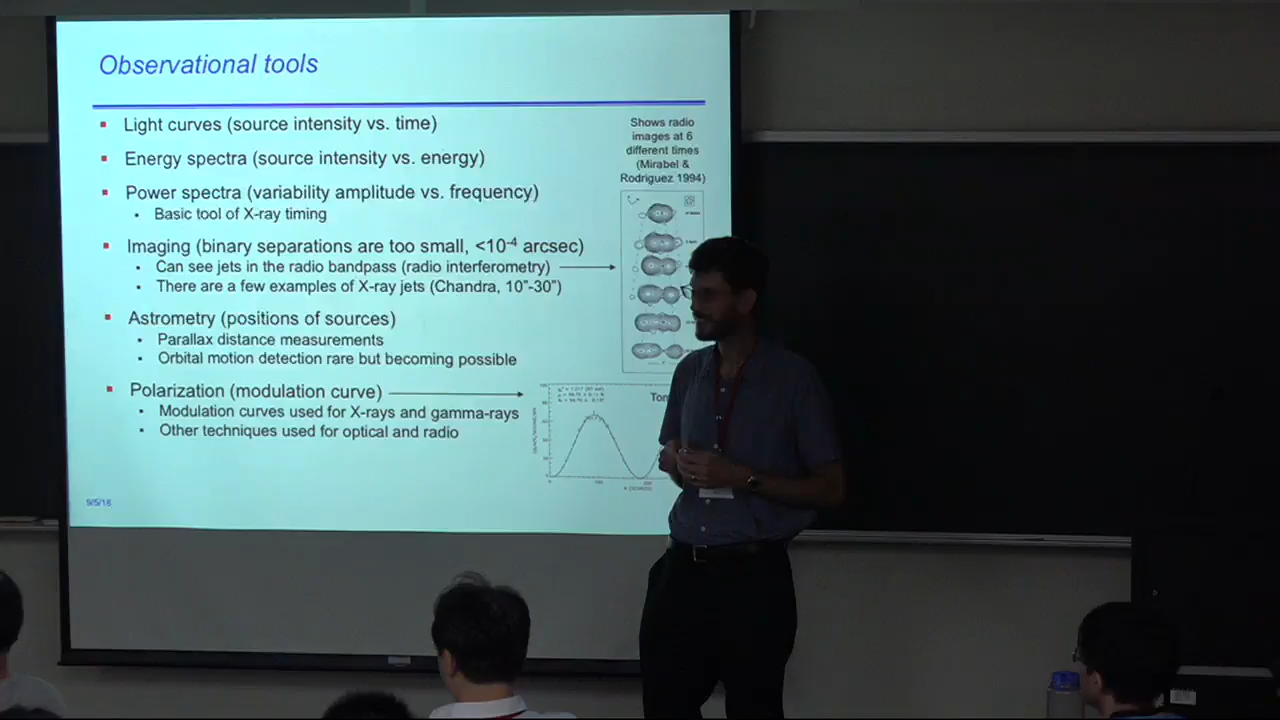 Observational tools
Light curves (source intensity vs. time)
Energy spectra (source intensity vs. energy)
Power spectra (variability amplitude vs. frequency)
Basic tool of X-ray timing
Imaging (binary separations are too small, <10⁻⁴ arcsec)
Can see jets in the radio bandpass (radio interferometry)
There are a few examples of X-ray jets (Chandra, 10"-30")
Astrometry (positions of sources)
Parallax distance measurements
Orbital motion detection rare but becoming possible
Polarization (modulation curve)
Modulation curves used for X-rays and gamma-rays
Other techniques used for optical and radio
Shows radio
images at 6
different times
(Mirabel &
Rodriguez 1994)
Tom
9/5/16